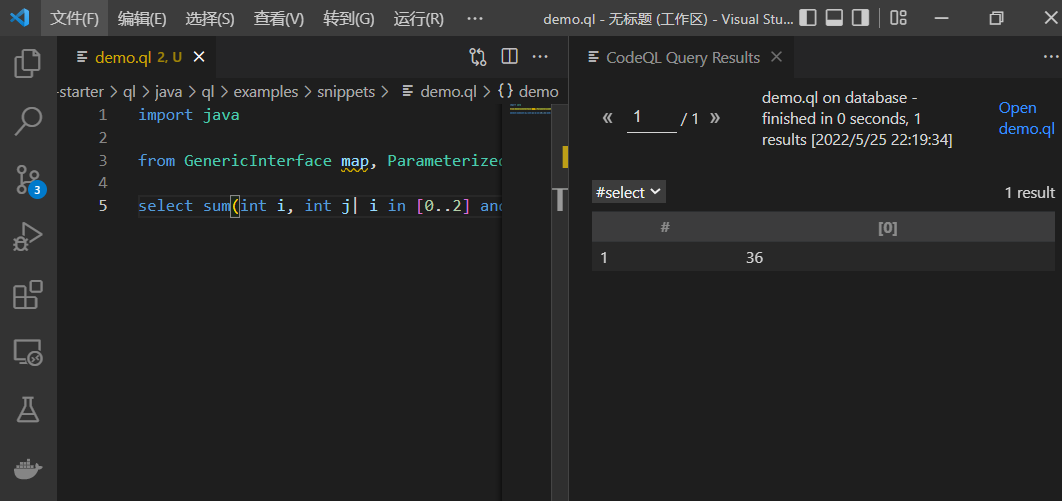 文件(F) 编辑(E) 选择(S) 查看(V) 转到(G) 运行(R) ··· demo.ql - 无标题 (工作区) - Visual Stu...
demo.ql 2, U
-starter > ql > java > ql > examples > snippets > demo.ql > {} demo
1 import java
2
3 from GenericInterface map, Parameterized
4
5 select sum(int i, int j| i in [0..2] and
3
CodeQL Query Results
« 1 / 1 »
demo.ql on database -
finished in 0 seconds, 1
results [2022/5/25 22:19:34]
Open
demo.ql
#select 1 result
# [0]
1 36